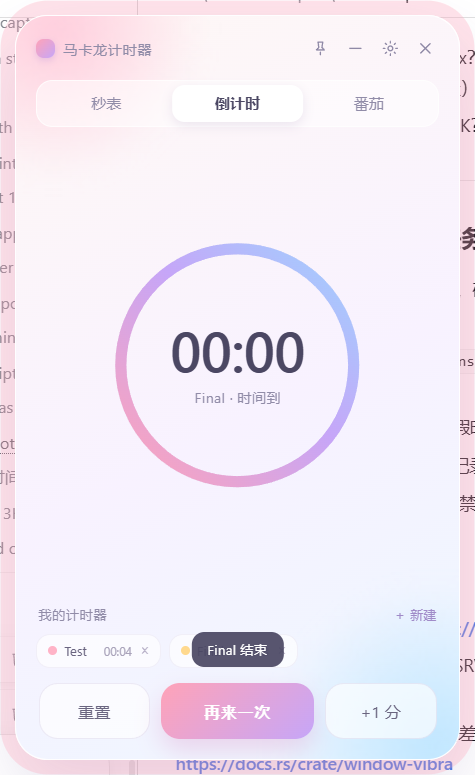 马卡龙计时器
秒表 倒计时 番茄
00:00
Final · 时间到
我的计时器 + 新建
Test 00:04 ×
Final 结束
重置 再来一次 +1 分
https://docs.rs/crate/window-vibra